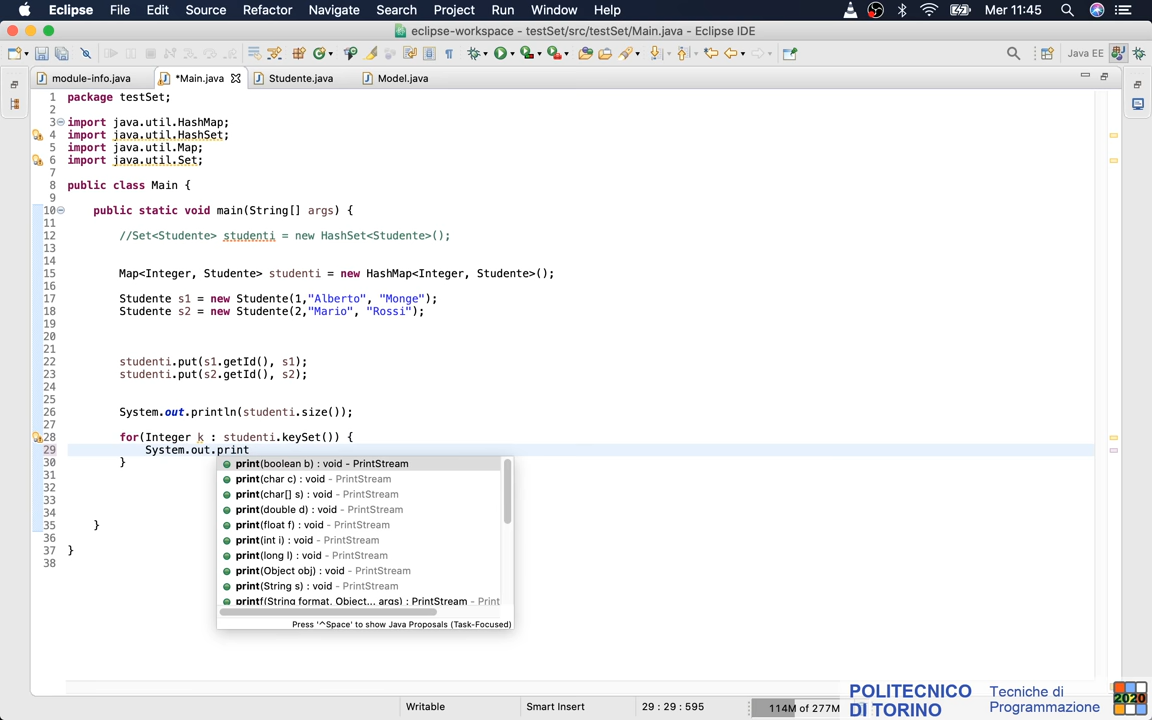 Eclipse File Edit Source Refactor Navigate Search Project Run Window Help Mer 11:45
eclipse-workspace - testSet/src/testSet/Main.java - Eclipse IDE
Java EE
module-info.java *Main.java Studente.java Model.java
1 package testSet;
2
3 import java.util.HashMap;
4 import java.util.HashSet;
5 import java.util.Map;
6 import java.util.Set;
7
8 public class Main {
9
10 public static void main(String[] args) {
11
12 //Set<Studente> studenti = new HashSet<Studente>();
13
14
15 Map<Integer, Studente> studenti = new HashMap<Integer, Studente>();
16
17 Studente s1 = new Studente(1,"Alberto", "Monge");
18 Studente s2 = new Studente(2,"Mario", "Rossi");
19
20
21
22 studenti.put(s1.getId(), s1);
23 studenti.put(s2.getId(), s2);
24
25
26 System.out.println(studenti.size());
27
28 for(Integer k : studenti.keySet()) {
29 System.out.print
30 }
31
32
33
34
35 }
36
37 }
38
print(boolean b) : void - PrintStream
print(char c) : void - PrintStream
print(char[] s) : void - PrintStream
print(double d) : void - PrintStream
print(float f) : void - PrintStream
print(int i) : void - PrintStream
print(long l) : void - PrintStream
print(Object obj) : void - PrintStream
print(String s) : void - PrintStream
printf(String format, Object... args) : PrintStream - Print
Press '^Space' to show Java Proposals (Task-Focused)
Writable Smart Insert 29 : 29 : 595 114M of 277M
POLITECNICO
DI TORINO
Tecniche di
Programmazione
2020